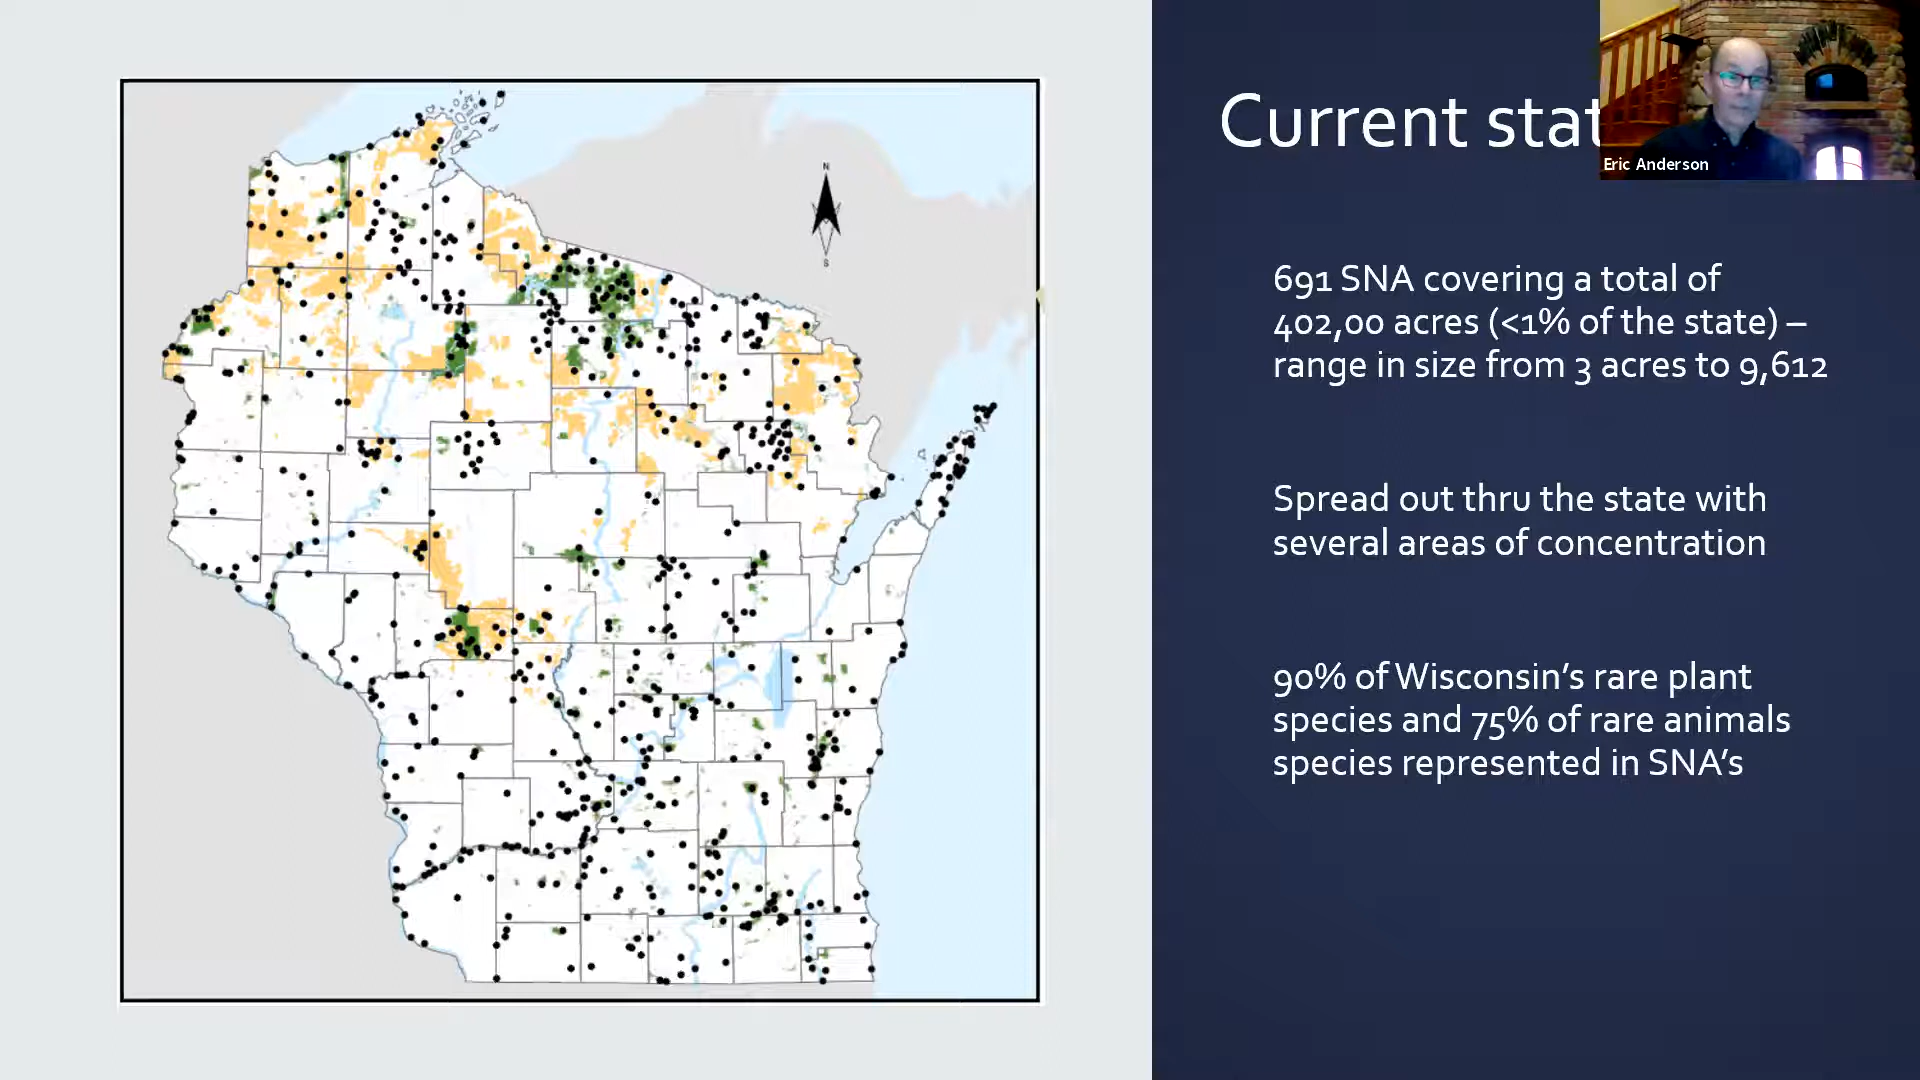 N
S
Current stat
Eric Anderson
691 SNA covering a total of
402,00 acres (<1% of the state) –
range in size from 3 acres to 9,612
Spread out thru the state with
several areas of concentration
90% of Wisconsin’s rare plant
species and 75% of rare animals
species represented in SNA’s